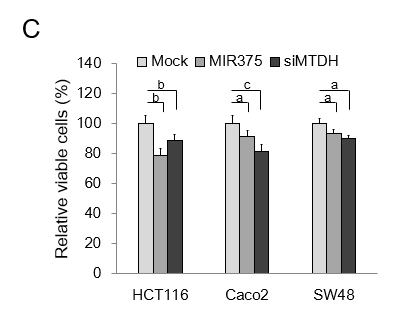 C
Mock MIR375 siMTDH
Relative viable cells (%)
140
120
100
80
60
40
20
0
b
b
c
a
a
a
HCT116 Caco2 SW48